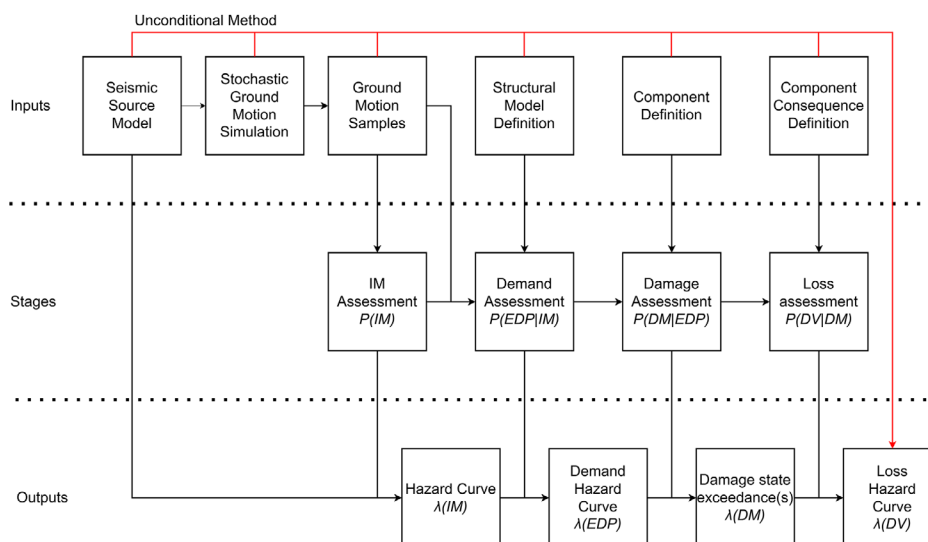 Unconditional Method
Inputs
Seismic
Source
Model
Stochastic
Ground
Motion
Simulation
Ground
Motion
Samples
Structural
Model
Definition
Component
Definition
Component
Consequence
Definition
Stages
IM
Assessment
P(IM)
Demand
Assessment
P(EDP|IM)
Damage
Assessment
P(DM|EDP)
Loss
assessment
P(DV|DM)
Outputs
Hazard Curve
λ(IM)
Demand
Hazard
Curve
λ(EDP)
Damage state
exceedance(s)
λ(DM)
Loss
Hazard
Curve
λ(DV)